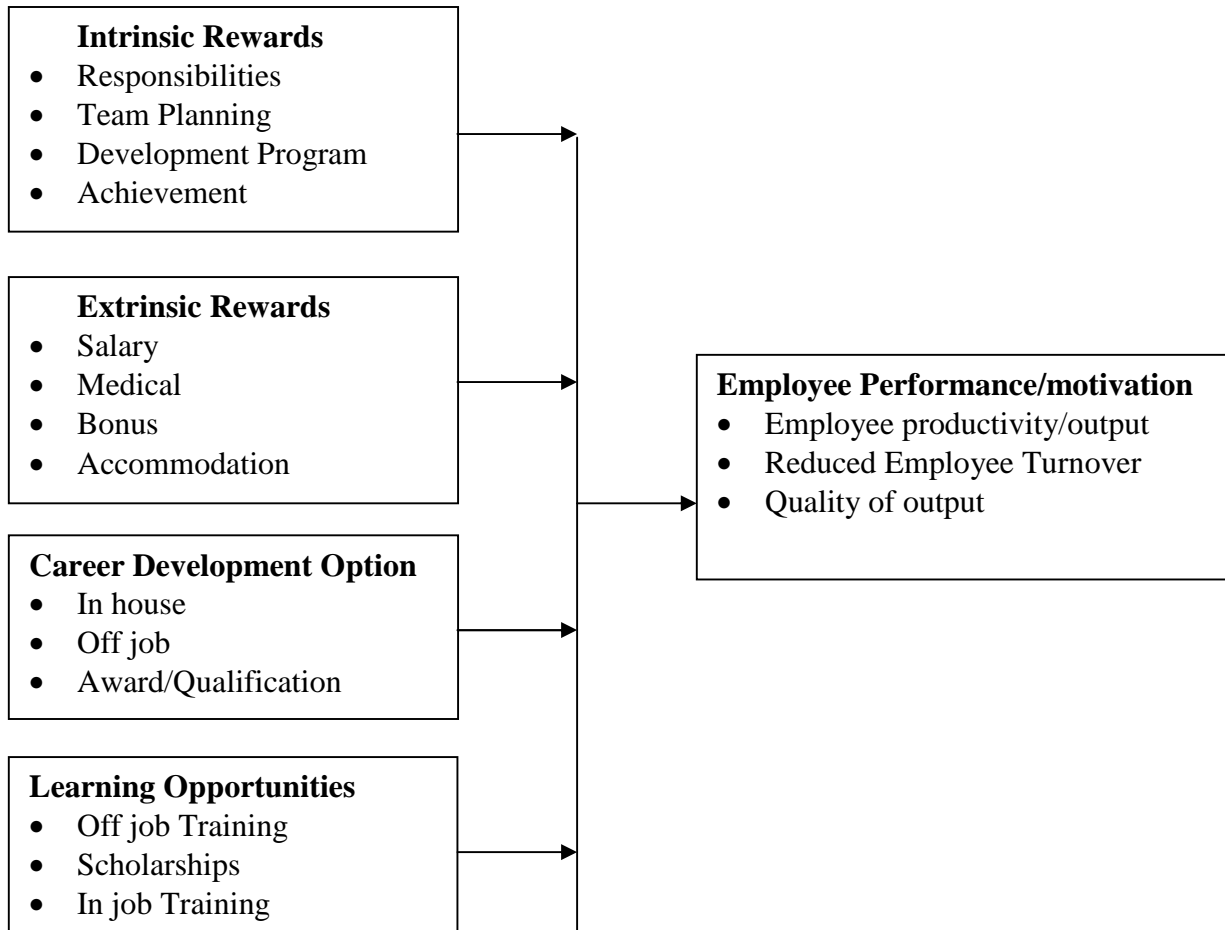 Intrinsic Rewards
• Responsibilities
• Team Planning
• Development Program
• Achievement
Extrinsic Rewards
• Salary
• Medical
• Bonus
• Accommodation
Career Development Option
• In house
• Off job
• Award/Qualification
Learning Opportunities
• Off job Training
• Scholarships
• In job Training
Employee Performance/motivation
• Employee productivity/output
• Reduced Employee Turnover
• Quality of output